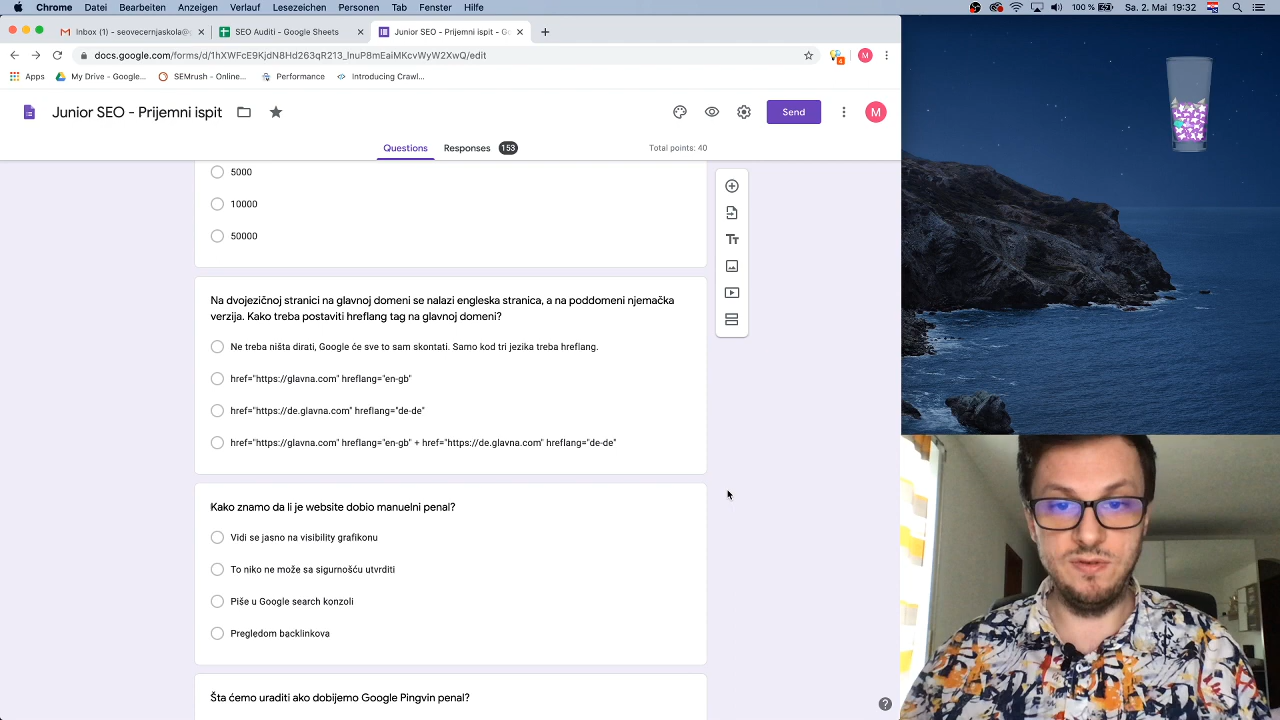 Chrome Datei Bearbeiten Anzeigen Verlauf Lesezeichen Personen Tab Fenster Hilfe 100 % Sa. 2. Mai 19:32
Inbox (1) - seovecernjaskola@ SEO Auditi - Google Sheets Junior SEO - Prijemni ispit - Go
docs.google.com/forms/d/1hXWFcE9KjdN8Hd263qR213_lnuP8mEaiMKcvWyW2XwQ/edit 4 M
Apps My Drive - Google... SEMrush - Online... Performance Introducing Crawl...
Junior SEO - Prijemni ispit Send M
Questions Responses 153 Total points: 40
5000
10000
50000
Na dvojezičnoj stranici na glavnoj domeni se nalazi engleska stranica, a na poddomeni njemačka
verzija. Kako treba postaviti hreflang tag na glavnoj domeni?
Ne treba ništa dirati, Google će sve to sam skontati. Samo kod tri jezika treba hreflang.
href="https://glavna.com" hreflang="en-gb"
href="https://de.glavna.com" hreflang="de-de"
href="https://glavna.com" hreflang="en-gb" + href="https://de.glavna.com" hreflang="de-de"
Kako znamo da li je website dobio manuelni penal?
Vidi se jasno na visibility grafikonu
To niko ne može sa sigurnošću utvrditi
Piše u Google search konzoli
Pregledom backlinkova
Šta ćemo uraditi ako dobijemo Google Pingvin penal?
Tт